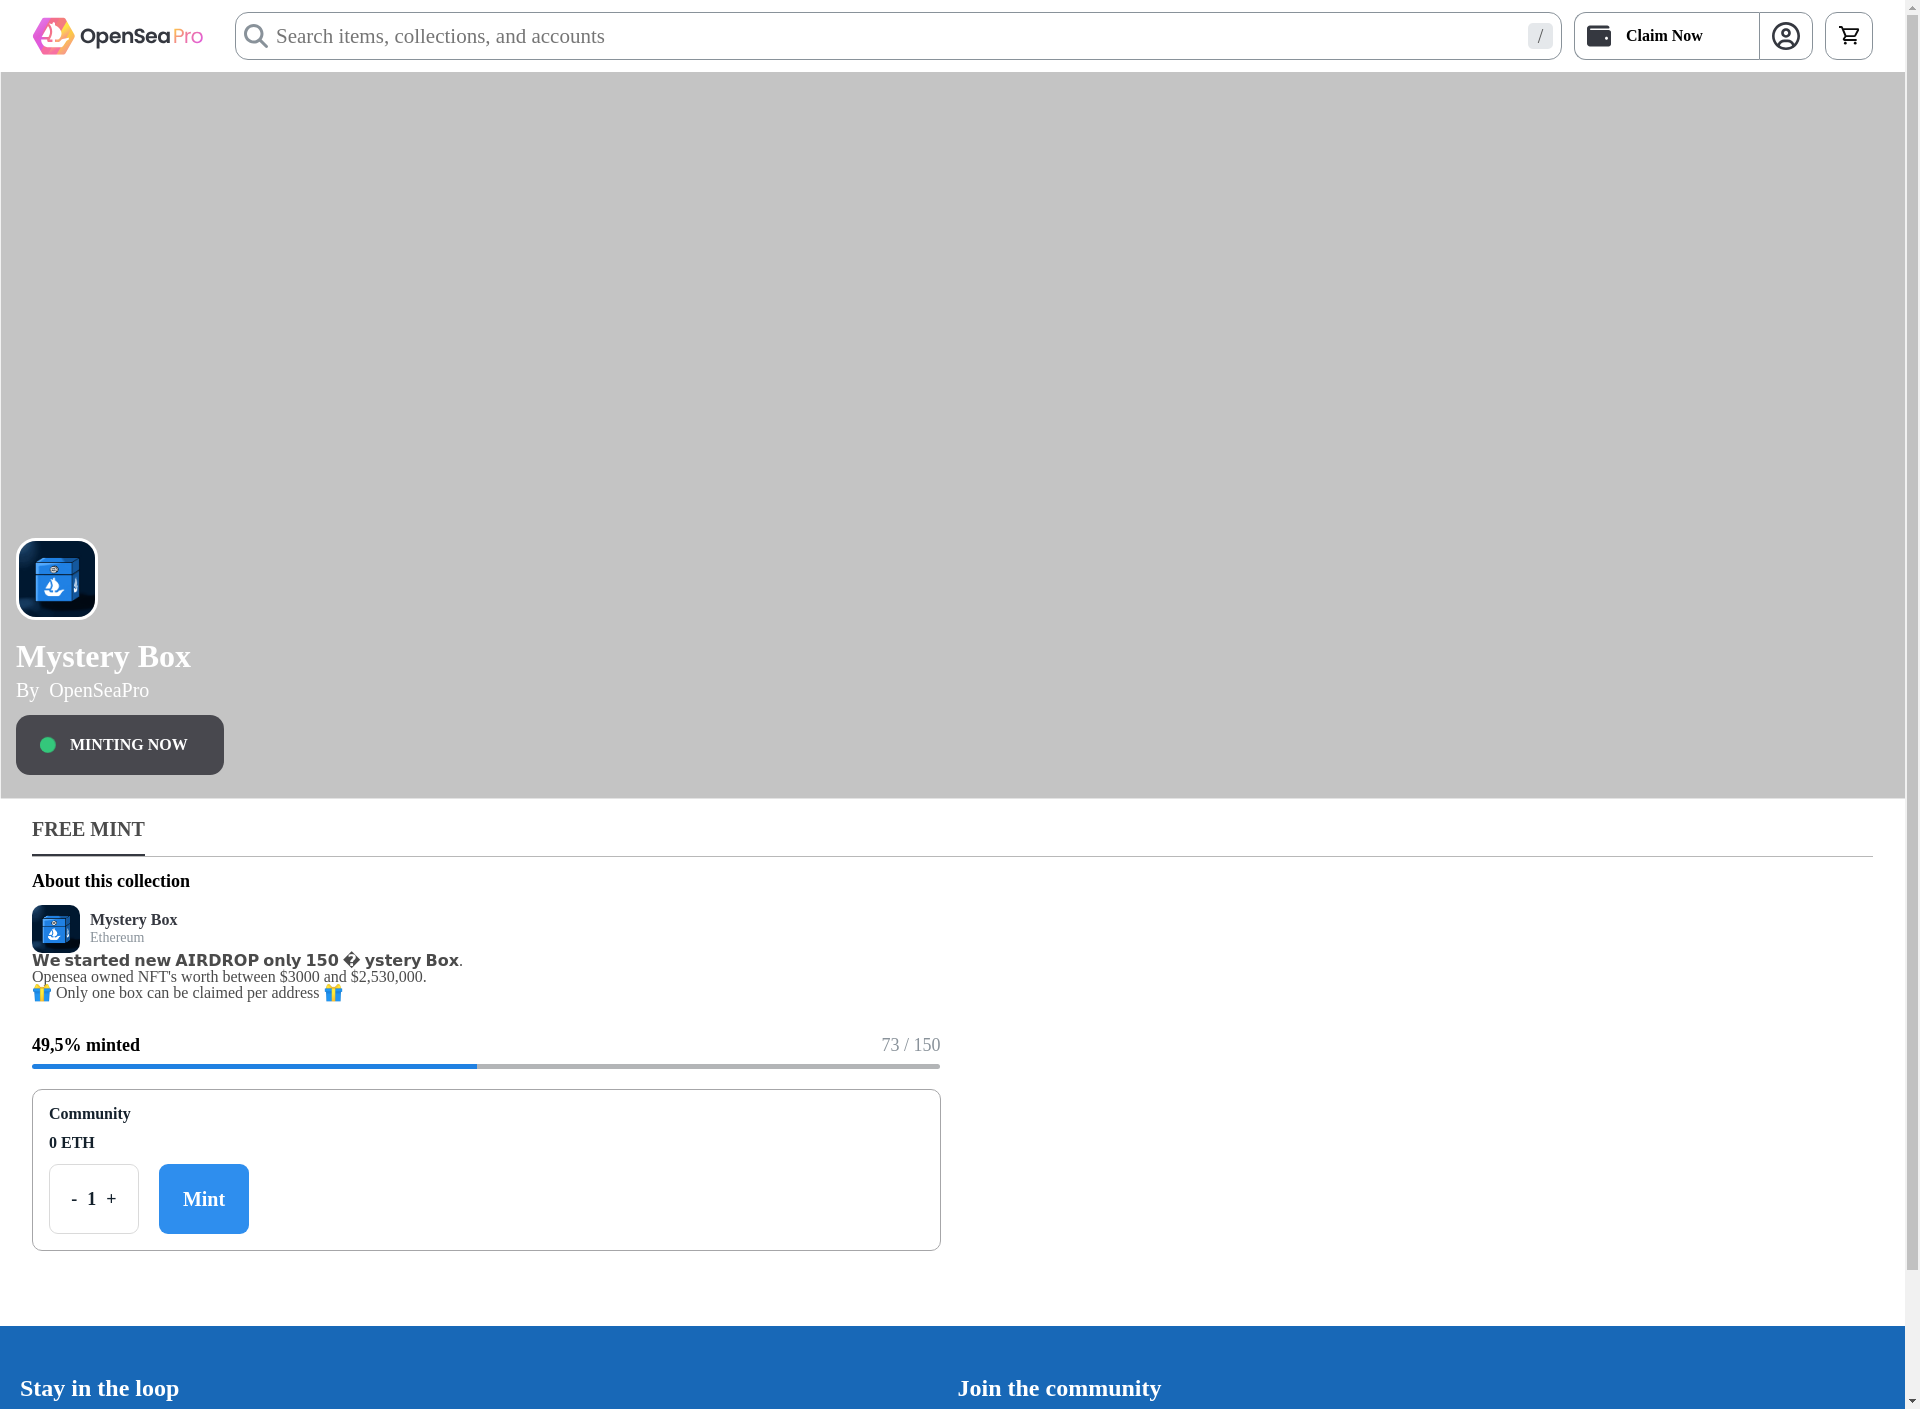 OpenSea Pro
Search items, collections, and accounts
/
Claim Now
Mystery Box
By OpenSeaPro
MINTING NOW
FREE MINT
About this collection
Mystery Box
Ethereum
We started new AIRDROP only 150 � ystery Box.
Opensea owned NFT's worth between $3000 and $2,530,000.
🎁 Only one box can be claimed per address 🎁
49,5% minted
73 / 150
Community
0 ETH
- 1 +
Mint
Stay in the loop
Join the community